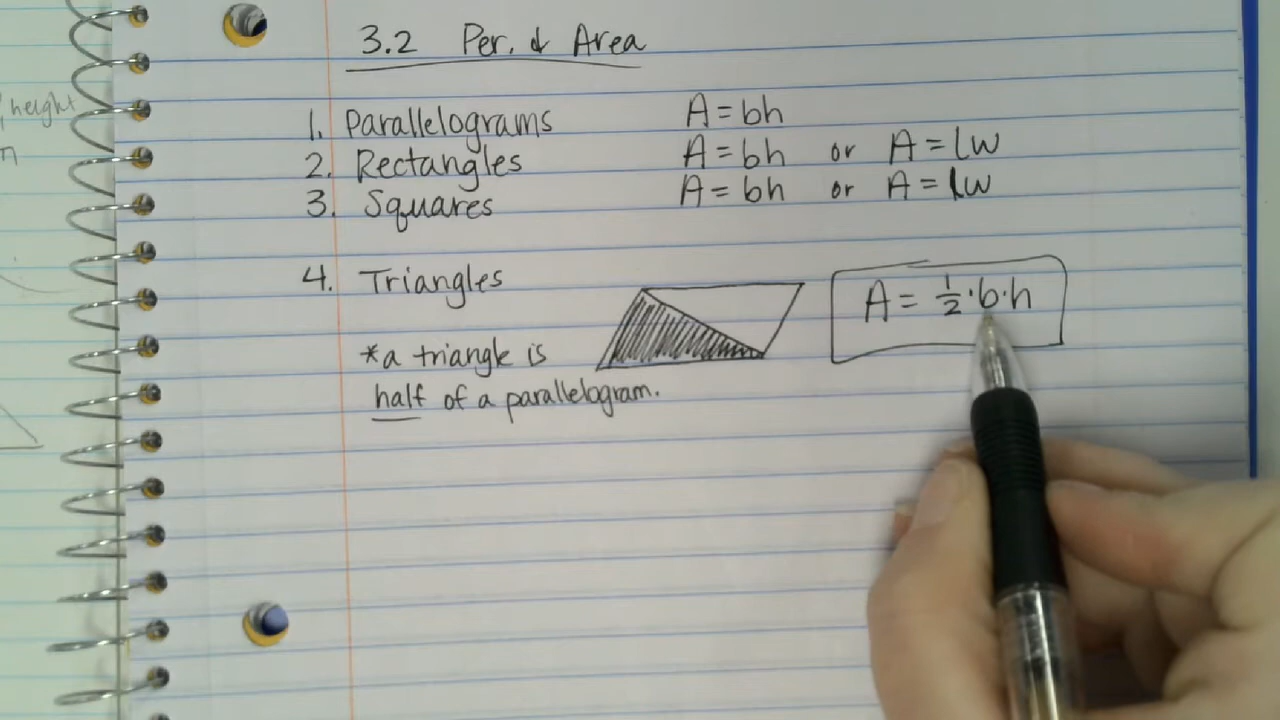 3.2 Per. & Area
, height
n
1. Parallelograms A = bh
2. Rectangles A = bh or A = lw
3. Squares A = bh or A = lw
4. Triangles A = ½·b·h
*a triangle is
half of a parallelogram.